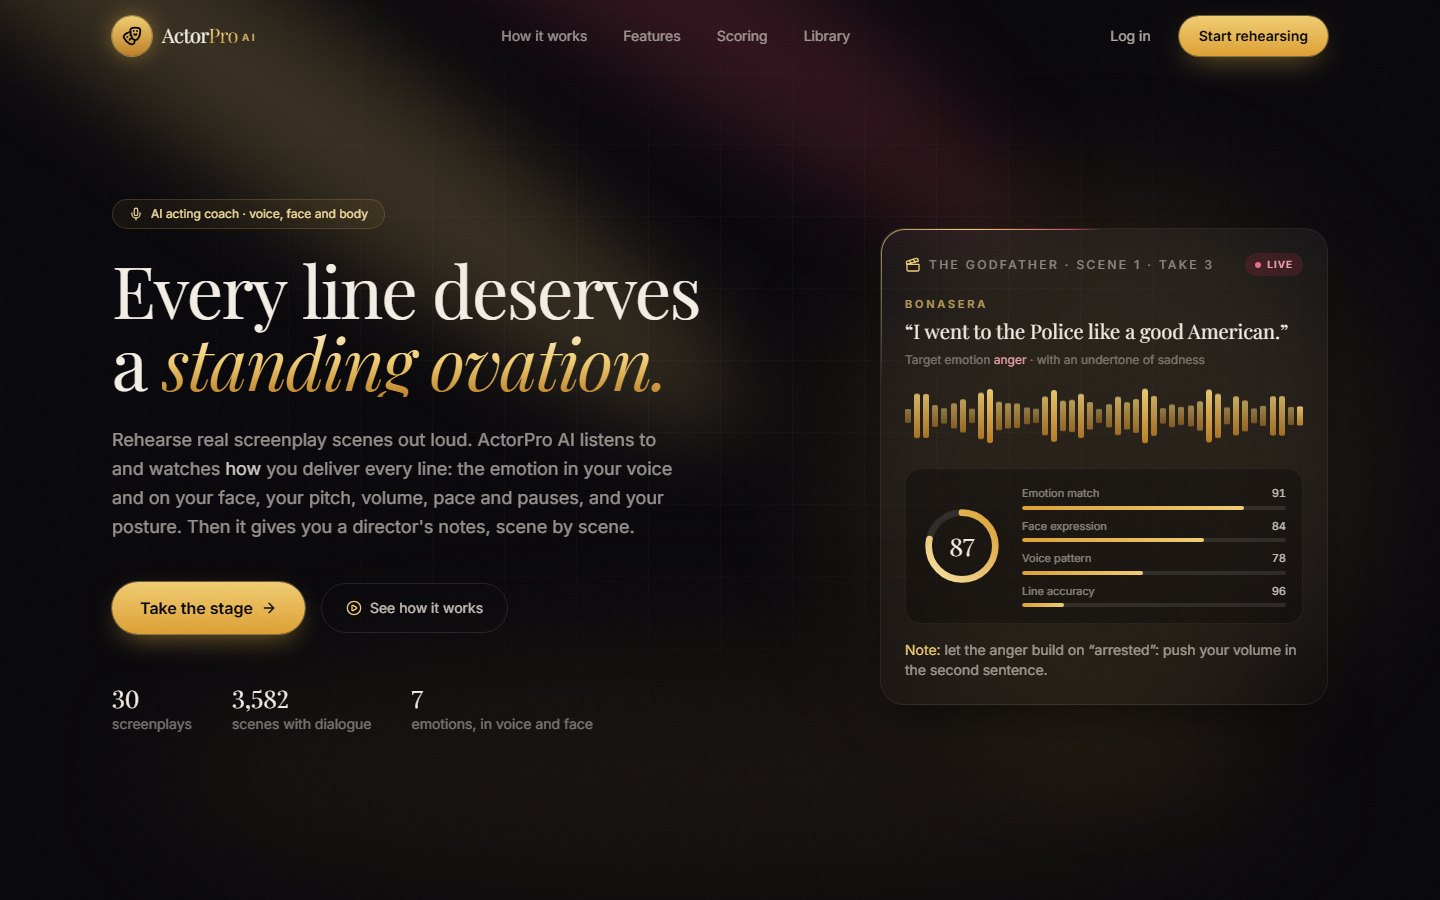 ActorPro AI
How it works
Features
Scoring
Library
Log in
Start rehearsing
AI acting coach · voice, face and body
Every line deserves
a standing ovation.
Rehearse real screenplay scenes out loud. ActorPro AI listens to
and watches how you deliver every line: the emotion in your voice
and on your face, your pitch, volume, pace and pauses, and your
posture. Then it gives you a director's notes, scene by scene.
Take the stage →
See how it works
30
screenplays
3,582
scenes with dialogue
7
emotions, in voice and face
THE GODFATHER · SCENE 1 · TAKE 3
LIVE
BONASERA
“I went to the Police like a good American.”
Target emotion anger · with an undertone of sadness
87
Emotion match 91
Face expression 84
Voice pattern 78
Line accuracy 96
Note: let the anger build on “arrested”: push your volume in
the second sentence.